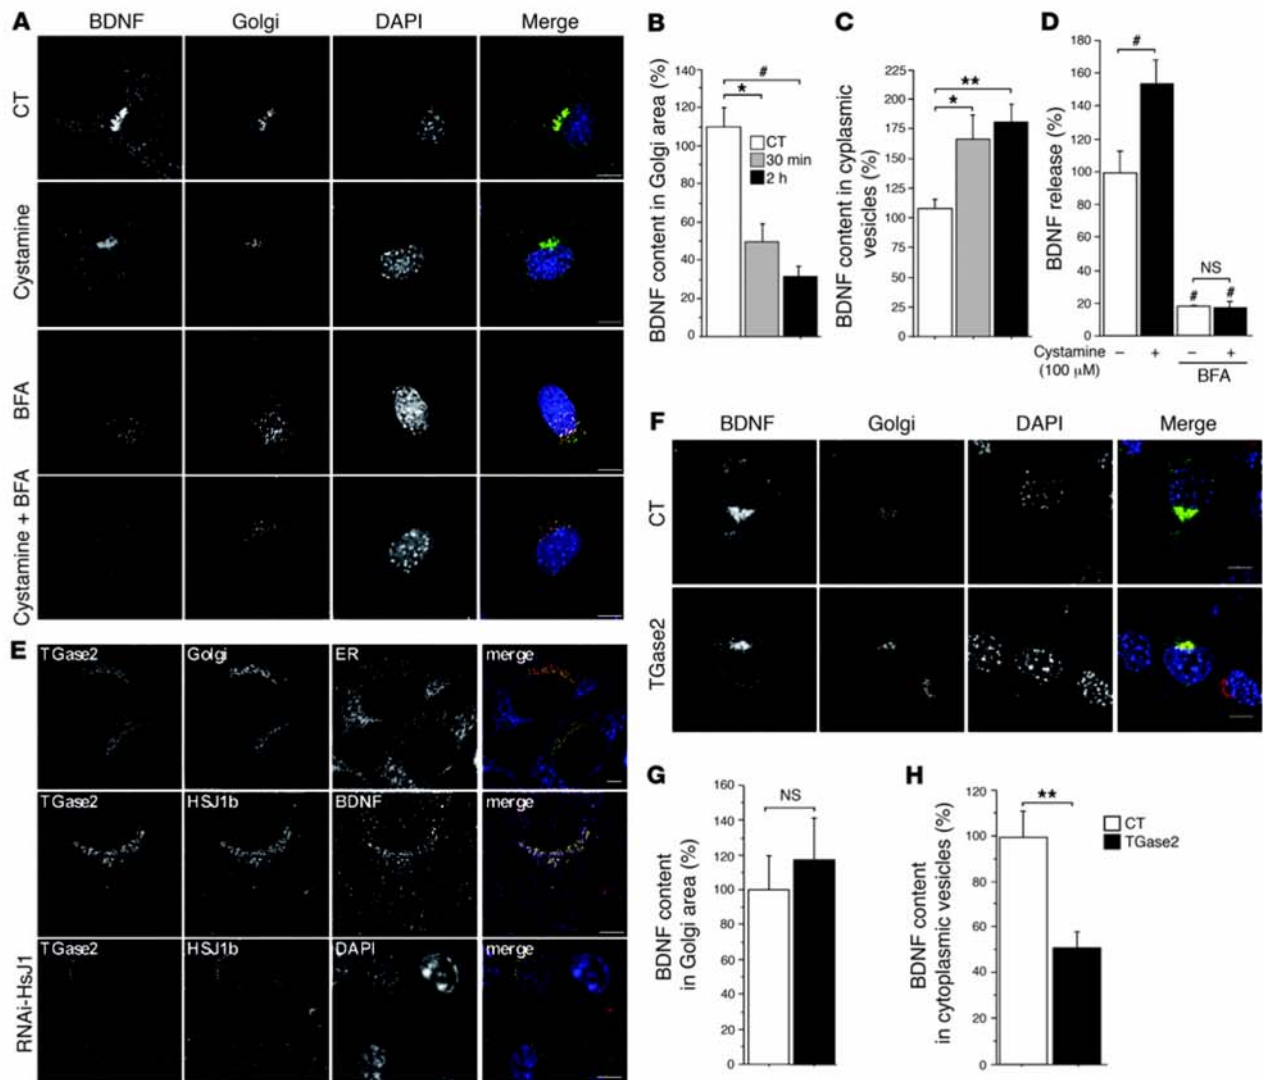 A
BDNF Golgi DAPI Merge
CT
Cystamine
BFA
Cystamine + BFA
B
BDNF content in Golgi area (%)
140
120
100
80
60
40
20
0
#
*
CT
30 min
2 h
C
BDNF content in cyplasmic
vesicles (%)
225
200
175
150
125
100
75
50
25
0
**
*
D
BDNF release (%)
180
160
140
120
100
80
60
40
20
0
#
NS
# #
Cystamine – + – +
(100 µM)
BFA
E
TGase2 Golgi ER merge
TGase2 HSJ1b BDNF merge
TGase2 HSJ1b DAPI merge
RNAi-HsJ1
F
BDNF Golgi DAPI Merge
CT
TGase2
G
BDNF content
in Golgi area (%)
160
140
120
100
80
60
40
20
0
NS
H
BDNF content
in cytoplasmic vesicles (%)
120
100
80
60
40
20
0
**
CT
TGase2